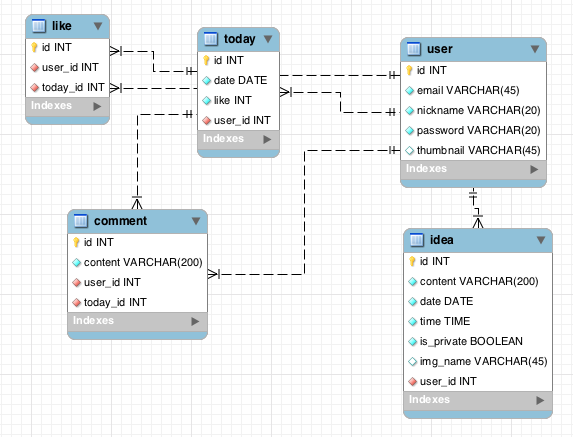 like
id INT
user_id INT
today_id INT
Indexes
today
id INT
date DATE
like INT
user_id INT
Indexes
user
id INT
email VARCHAR(45)
nickname VARCHAR(20)
password VARCHAR(20)
thumbnail VARCHAR(45)
Indexes
comment
id INT
content VARCHAR(200)
user_id INT
today_id INT
Indexes
idea
id INT
content VARCHAR(200)
date DATE
time TIME
is_private BOOLEAN
img_name VARCHAR(45)
user_id INT
Indexes